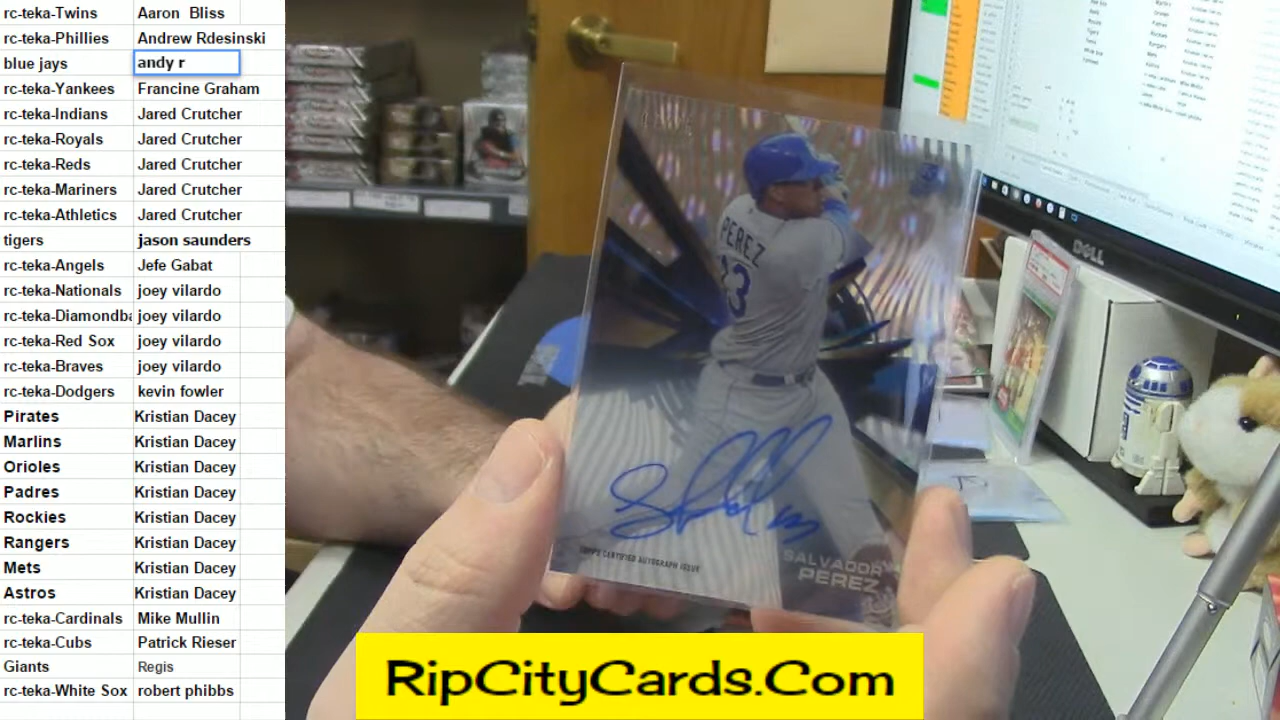 rc-teka-Twins Aaron Bliss
rc-teka-Phillies Andrew Rdesinski
blue jays andy r
rc-teka-Yankees Francine Graham
rc-teka-Indians Jared Crutcher
rc-teka-Royals Jared Crutcher
rc-teka-Reds Jared Crutcher
rc-teka-Mariners Jared Crutcher
rc-teka-Athletics Jared Crutcher
tigers jason saunders
rc-teka-Angels Jefe Gabat
rc-teka-Nationals joey vilardo
rc-teka-Diamondba joey vilardo
rc-teka-Red Sox joey vilardo
rc-teka-Braves joey vilardo
rc-teka-Dodgers kevin fowler
Pirates Kristian Dacey
Marlins Kristian Dacey
Orioles Kristian Dacey
Padres Kristian Dacey
Rockies Kristian Dacey
Rangers Kristian Dacey
Mets Kristian Dacey
Astros Kristian Dacey
rc-teka-Cardinals Mike Mullin
rc-teka-Cubs Patrick Rieser
Giants Regis
rc-teka-White Sox robert phibbs
PEREZ
13
TOPPS CERTIFIED AUTOGRAPH ISSUE
SALVADOR
PEREZ
DELL
RipCityCards.Com